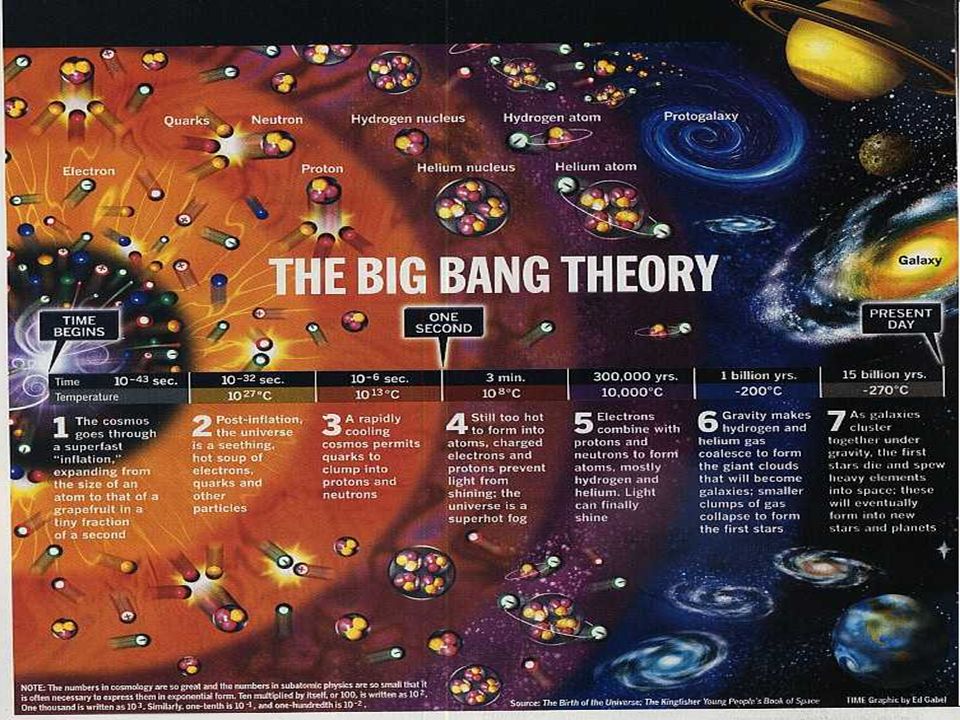 Quarks Neutron Hydrogen nucleus Hydrogen atom Protogalaxy
Electron Proton Helium nucleus Helium atom
Galaxy
THE BIG BANG THEORY
TIME
BEGINS
ONE
SECOND
PRESENT
DAY
Time 10-43 sec. 10-32 sec. 10-6 sec. 3 min. 300,000 yrs. 1 billion yrs. 15 billion yrs.
Temperature 1027°C 1013°C 108°C 10,000°C -200°C -270°C
1 The cosmos
goes through
a superfast
"inflation,"
expanding from
the size of an
atom to that of a
grapefruit in a
tiny fraction
of a second
2 Post-inflation,
the universe
is a seething,
hot soup of
electrons,
quarks and
other
particles
3 A rapidly
cooling
cosmos permits
quarks to
clump into
protons and
neutrons
4 Still too hot
to form into
atoms, charged
electrons and
protons prevent
light from
shining; the
universe is a
superhot fog
5 Electrons
combine with
protons and
neutrons to form
atoms, mostly
hydrogen and
helium. Light
can finally
shine
6 Gravity makes
hydrogen and
helium gas
coalesce to form
the giant clouds
that will become
galaxies; smaller
clumps of gas
collapse to form
the first stars
7 As galaxies
cluster
together under
gravity, the first
stars die and spew
heavy elements
into space; these
will eventually
form into new
stars and planets
NOTE: The numbers in cosmology are so great and the numbers in subatomic physics are so small that it
is often necessary to express them in exponential form. Ten multiplied by itself, or 100, is written as 102.
One thousand is written as 103. Similarly, one-tenth is 10-1, and one-hundredth is 10-2.
Source: The Birth of the Universe; The Kingfisher Young People's Book of Space
TIME Graphic by Ed Gabel